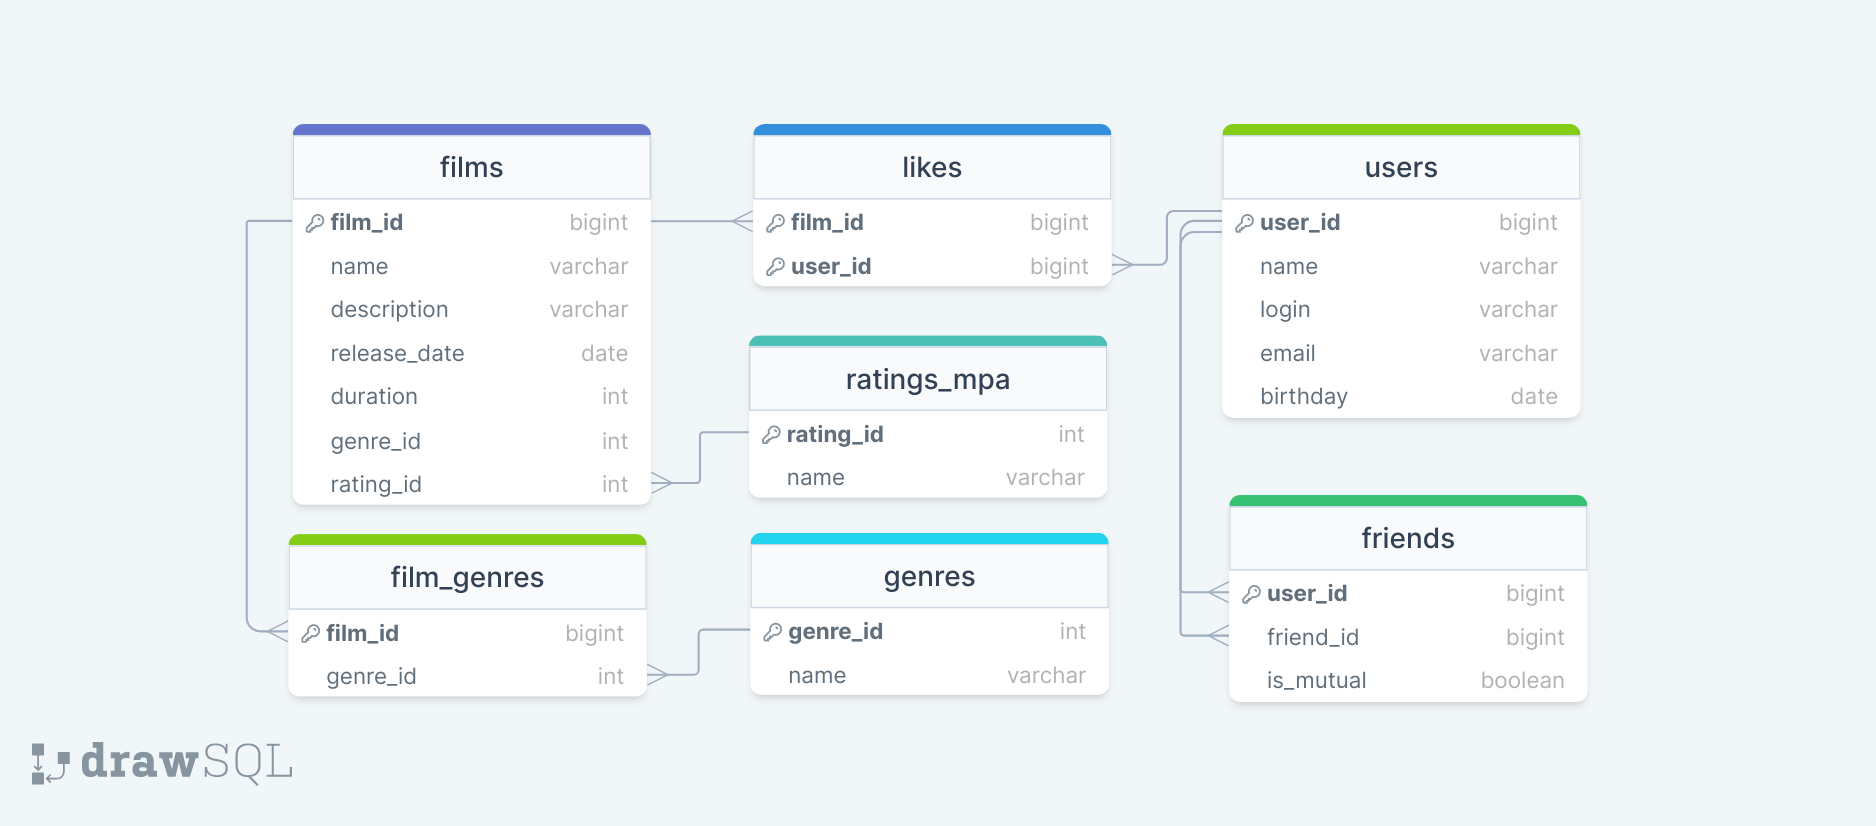 films
film_id bigint
name varchar
description varchar
release_date date
duration int
genre_id int
rating_id int
likes
film_id bigint
user_id bigint
users
user_id bigint
name varchar
login varchar
email varchar
birthday date
ratings_mpa
rating_id int
name varchar
film_genres
film_id bigint
genre_id int
genres
genre_id int
name varchar
friends
user_id bigint
friend_id bigint
is_mutual boolean
drawSQL